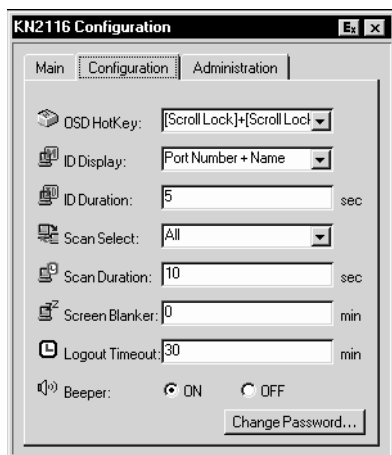 KN2116 Configuration
Ex X
Main Configuration Administration
OSD HotKey: [Scroll Lock]+[Scroll Loc
ID Display: Port Number + Name
ID Duration: 5 sec
Scan Select: All
Scan Duration: 10 sec
Screen Blanker: 0 min
Logout Timeout: 30 min
Beeper: ON OFF
Change Password...